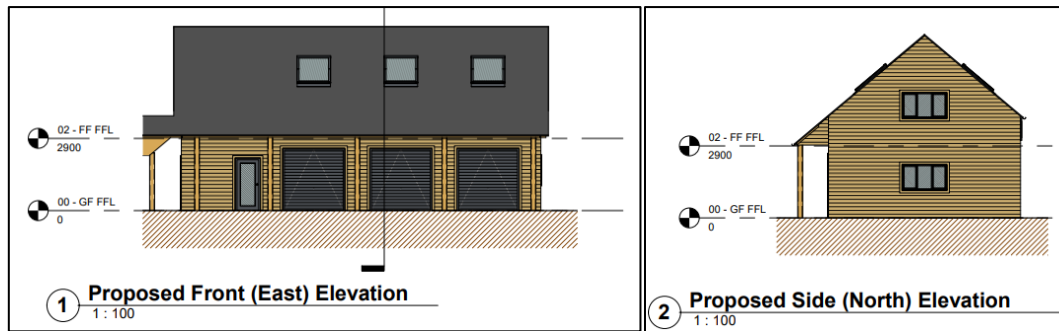 02 - FF FFL
2900
00 - GF FFL
0
1 Proposed Front (East) Elevation
1 : 100
02 - FF FFL
2900
00 - GF FFL
0
2 Proposed Side (North) Elevation
1 : 100